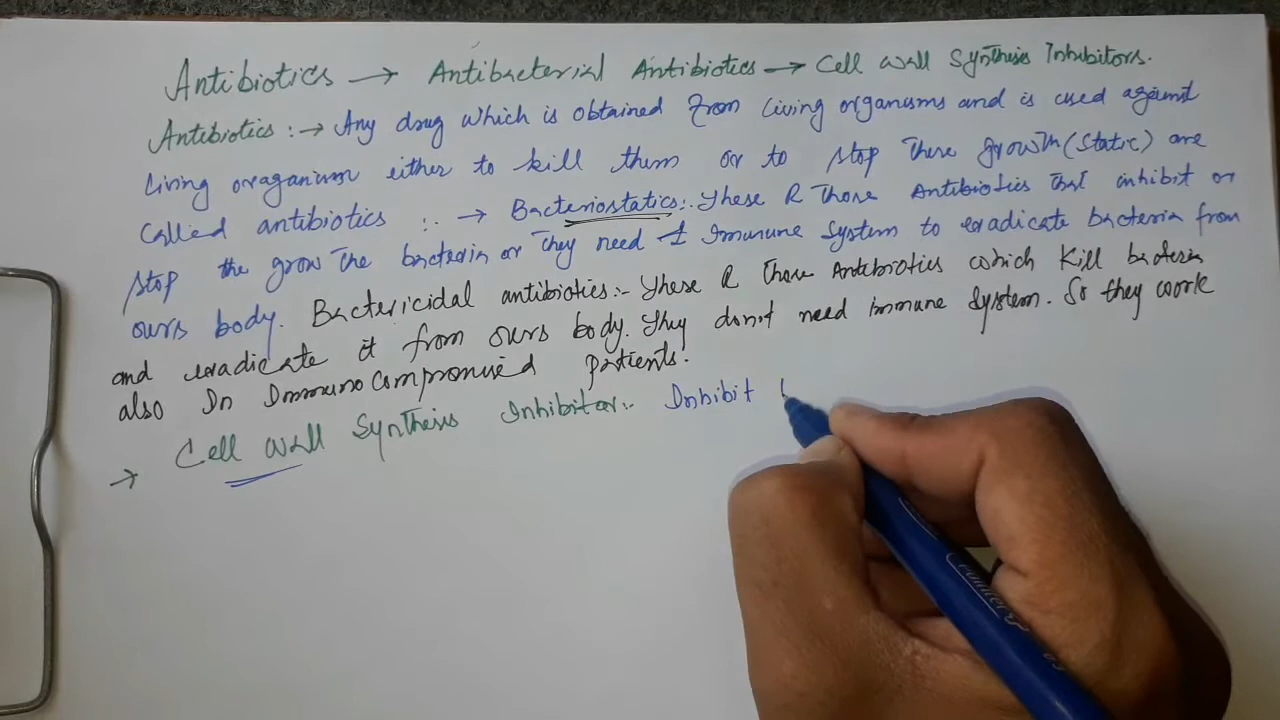 Antibiotics → Antibacterial Antibiotics → Cell Wall Synthesis Inhibitors.
Antibiotics :→ Any drug which is obtained from living organisms and is used against
living oraganism either to kill them or to stop there growth (static) are
called antibiotics :. → Bacteriostatics:. These R Those Antibiotics that inhibit or
stop the grow the bacteria or they need Immune System to eradicate bacteria from
ours body. Bactericidal antibiotics:- These R those Antibiotics which kill bacteria
and eradicate it from ours body. They donot need immune system. So they work
also In Immunocompromised patients.
→ Cell Wall Synthesis Inhibitor:- Inhibit